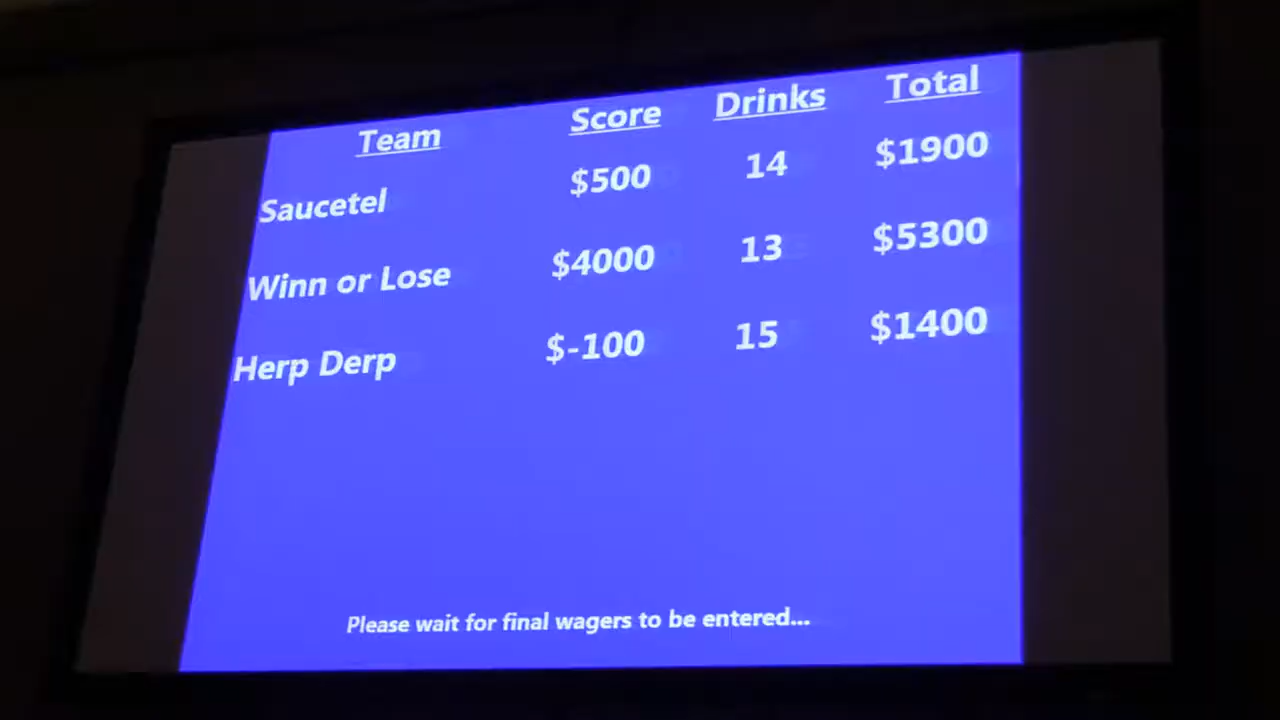 Team Score Drinks Total
Saucetel $500 14 $1900
Winn or Lose $4000 13 $5300
Herp Derp $-100 15 $1400
Please wait for final wagers to be entered...